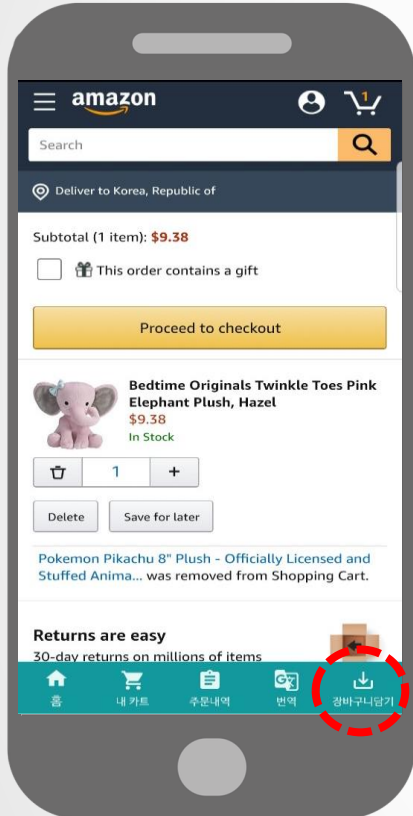 amazon
1
Search
Deliver to Korea, Republic of
Subtotal (1 item): $9.38
This order contains a gift
Proceed to checkout
Bedtime Originals Twinkle Toes Pink
Elephant Plush, Hazel
$9.38
In Stock
1
+
Delete
Save for later
Pokemon Pikachu 8" Plush - Officially Licensed and
Stuffed Anima... was removed from Shopping Cart.
Returns are easy
30-day returns on millions of items
홈
내 카트
주문내역
번역
장바구니담기